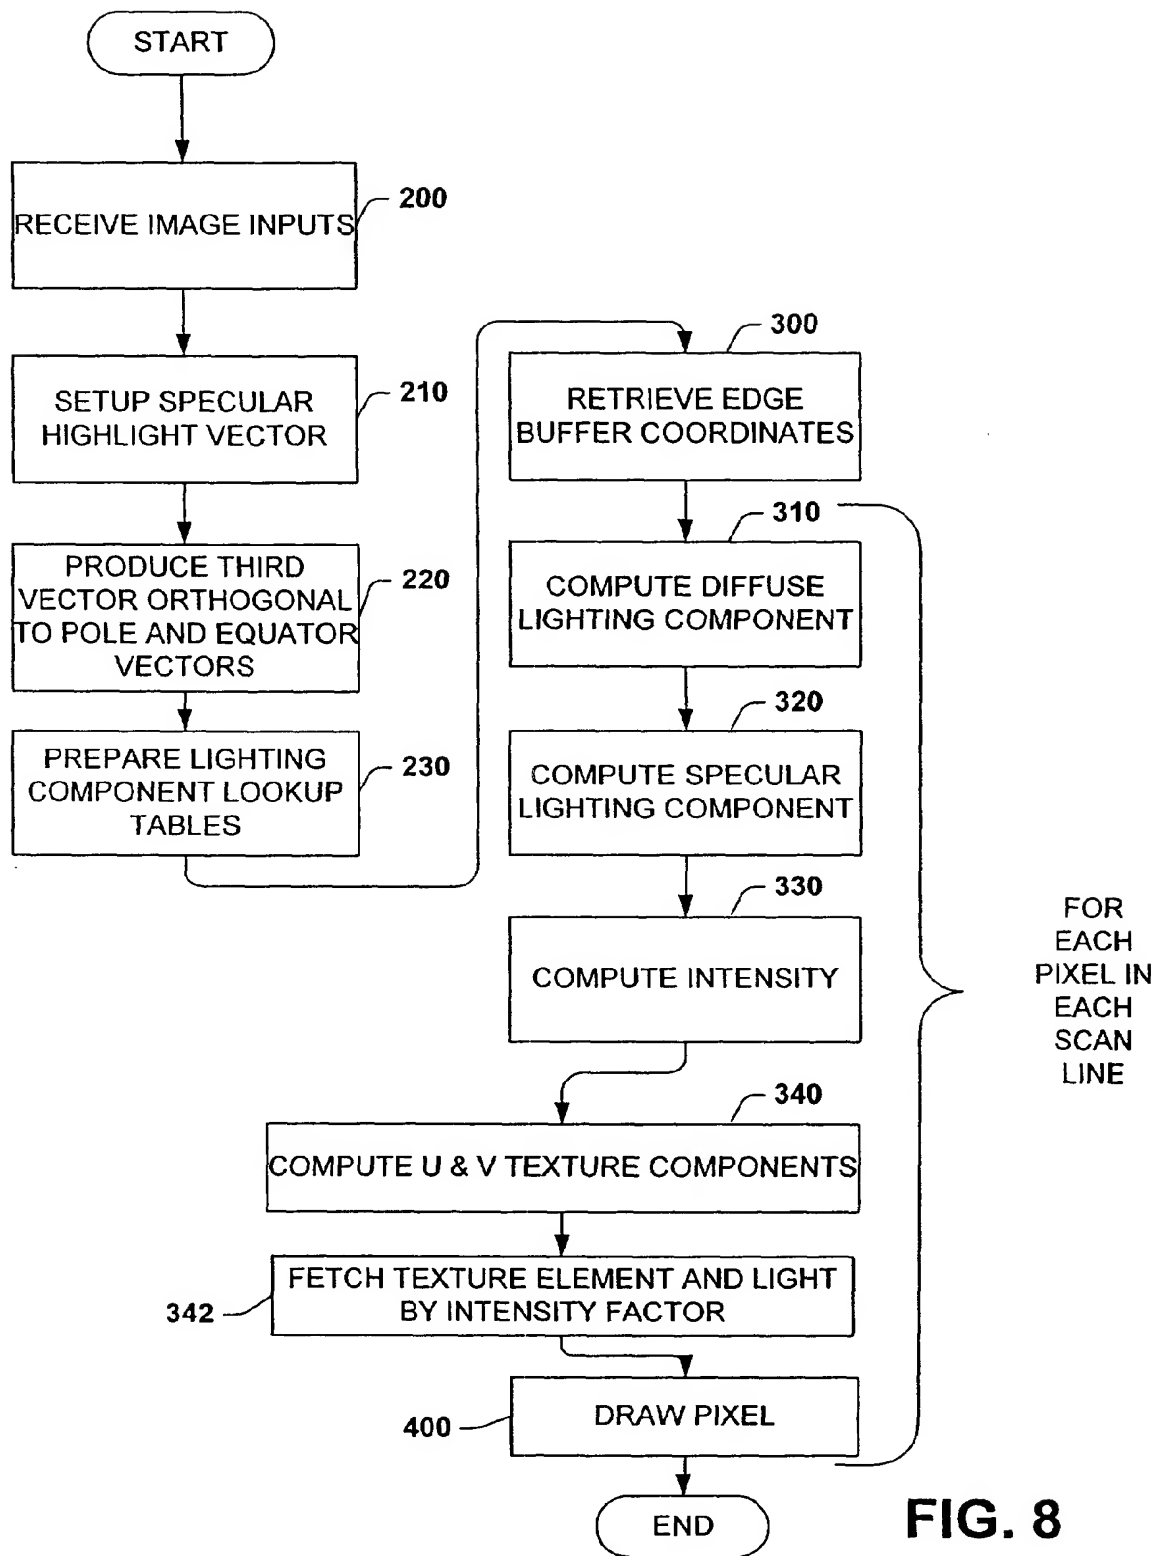 START
RECEIVE IMAGE INPUTS
200
SETUP SPECULAR
HIGHLIGHT VECTOR
210
PRODUCE THIRD
VECTOR ORTHOGONAL
TO POLE AND EQUATOR
VECTORS
220
PREPARE LIGHTING
COMPONENT LOOKUP
TABLES
230
300
RETRIEVE EDGE
BUFFER COORDINATES
310
COMPUTE DIFFUSE
LIGHTING COMPONENT
320
COMPUTE SPECULAR
LIGHTING COMPONENT
330
COMPUTE INTENSITY
340
COMPUTE U & V TEXTURE COMPONENTS
FETCH TEXTURE ELEMENT AND LIGHT
BY INTENSITY FACTOR
342
DRAW PIXEL
400
END
FOR
EACH
PIXEL IN
EACH
SCAN
LINE
FIG. 8